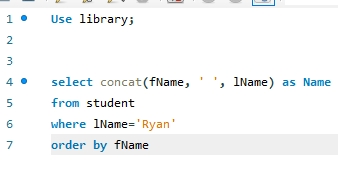 1 Use library;
2
3
4 select concat(fName, ' ', lName) as Name
5 from student
6 where lName='Ryan'
7 order by fName